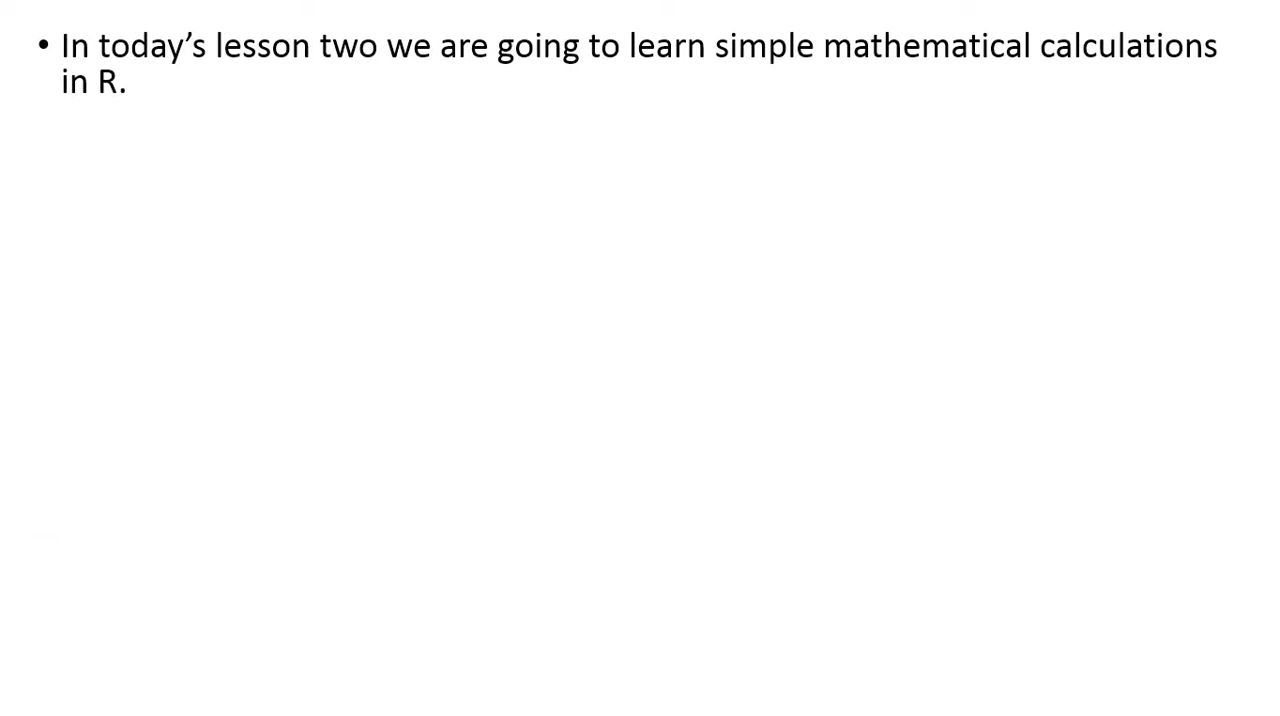 • In today’s lesson two we are going to learn simple mathematical calculations
in R.